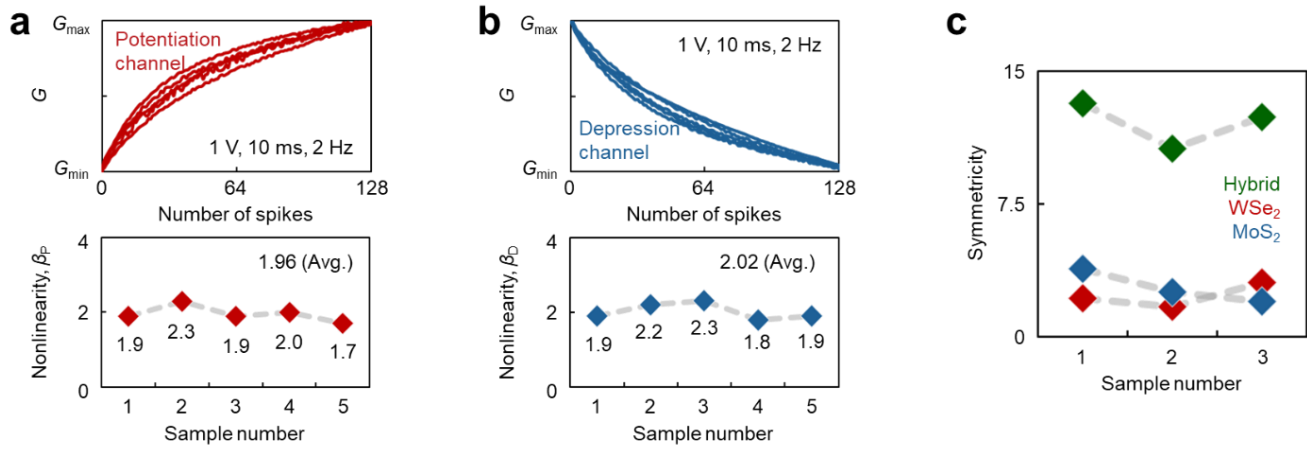 a
G
Gmax
Gmin
Potentiation
channel
1 V, 10 ms, 2 Hz
0
64
128
Number of spikes
Nonlinearity, βP
4
2
0
1.96 (Avg.)
1.9
2.3
1.9
2.0
1.7
1
2
3
4
5
Sample number
b
G
Gmax
Gmin
1 V, 10 ms, 2 Hz
Depression
channel
0
64
128
Number of spikes
Nonlinearity, βD
4
2
0
2.02 (Avg.)
1.9
2.2
2.3
1.8
1.9
1
2
3
4
5
Sample number
c
Symmetricity
15
7.5
0
Hybrid
WSe2
MoS2
1
2
3
Sample number